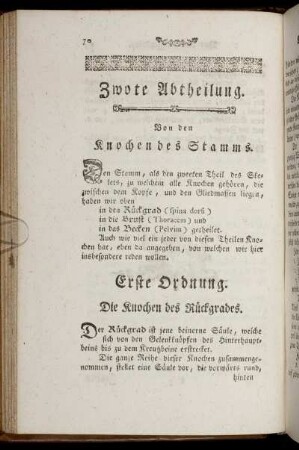 70
Zwote Abtheilung.
Von den
Knochen des Stamms.
Den Stamm, als den zweeten Theil des Ske-
lets, zu welchem alle Knochen gehören, die
zwischen dem Kopfe, und den Gliedmaßen liegen,
haben wir oben
in den Rückgrad (Spina dorsi)
in die Brust (Thoracem) und
in das Becken (Pelvim) getheilet.
Auch wie viel ein jeder von diesen Theilen Kno-
chen hat, eben da angegeben, von welchen wir hier
insbesondere reden wollen.
Erste Ordnung.
Die Knochen des Rückgrades.
Der Rückgrad ist jene beinerne Säule, welche
sich von den Gelenkknöpfen des Hinterhaupt-
beins bis zu dem Kreutzbeine erstrecket.
Die ganze Reihe dieser Knochen zusammenge-
nommen, stellet eine Säule vor, die vorwärts rund,
hinten